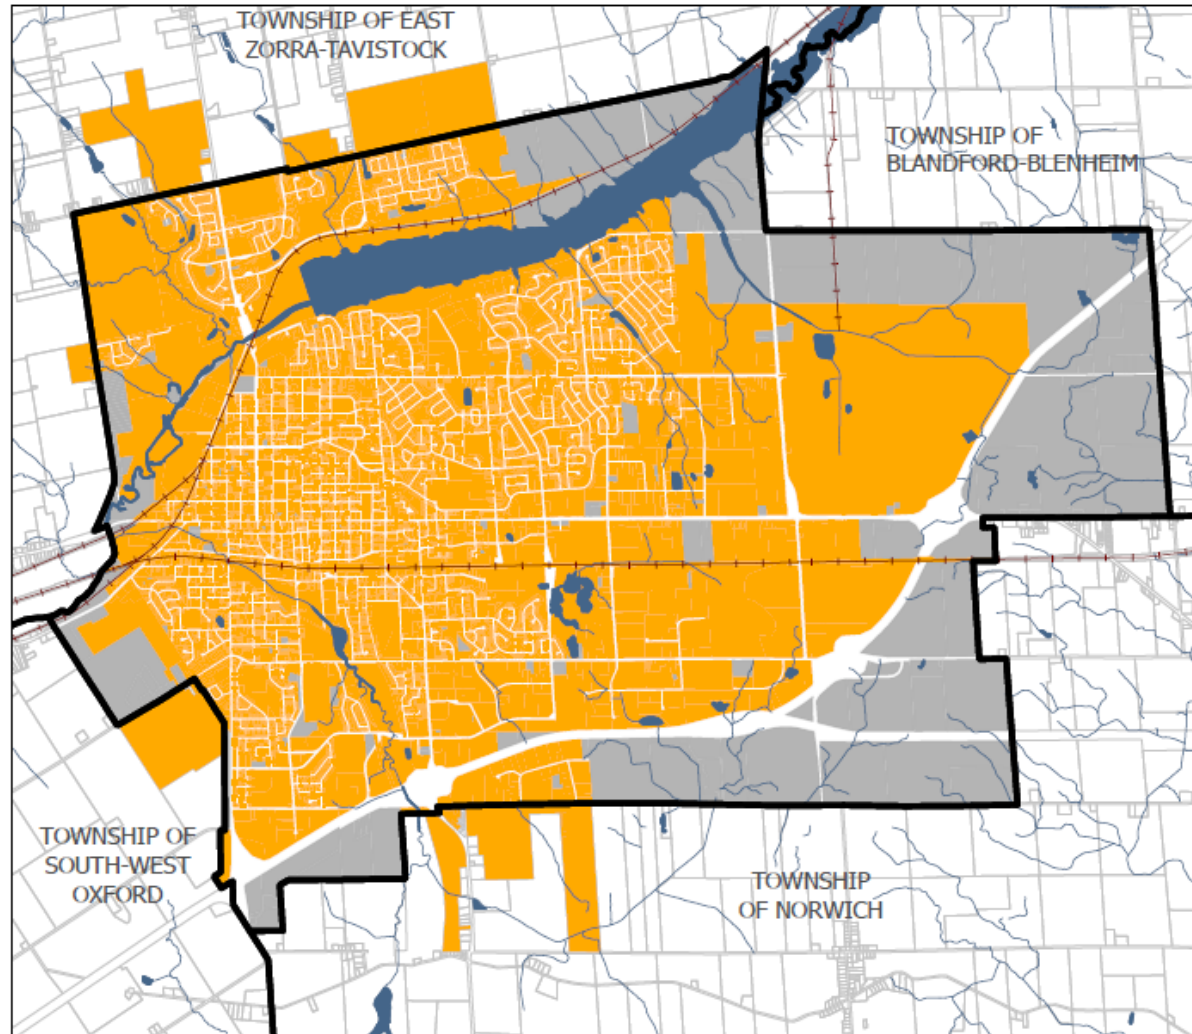 TOWNSHIP OF EAST
ZORRA-TAVISTOCK
TOWNSHIP OF
BLANDFORD-BLENHEIM
TOWNSHIP OF
SOUTH-WEST
OXFORD
TOWNSHIP
OF NORWICH